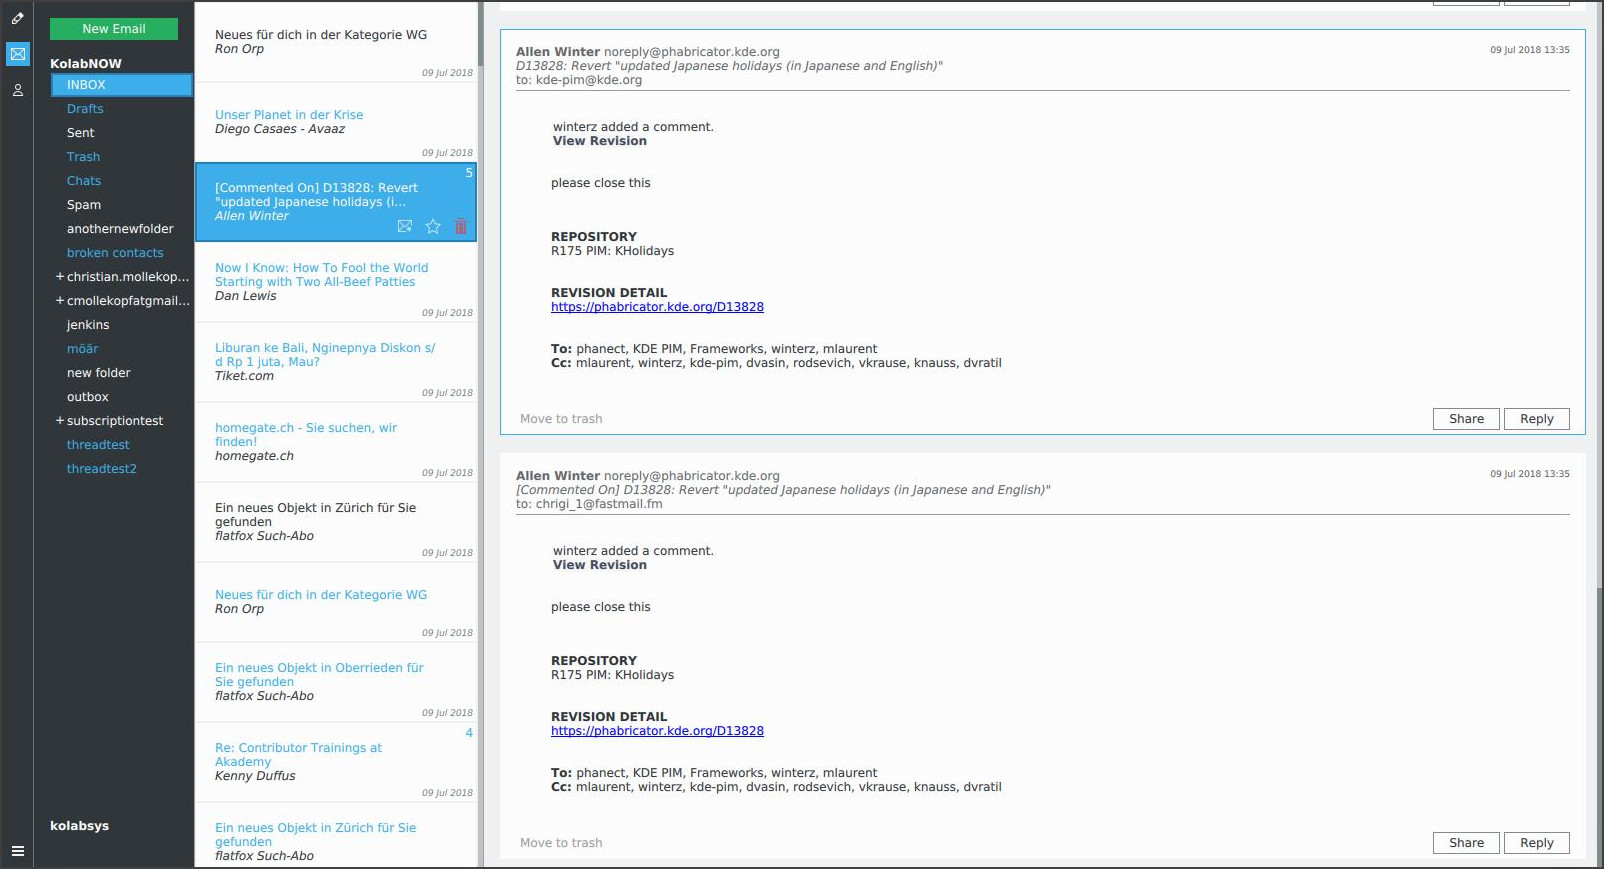 New Email
KolabNOW
INBOX
Drafts
Sent
Trash
Chats
Spam
anothernewfolder
broken contacts
+ christian.mollekop...
+ cmollekopfatgmail...
jenkins
möär
new folder
outbox
+ subscriptiontest
threadtest
threadtest2
kolabsys
Neues für dich in der Kategorie WG
Ron Orp
09 Jul 2018
Unser Planet in der Krise
Diego Casaes - Avaaz
09 Jul 2018
5
[Commented On] D13828: Revert
"updated Japanese holidays (i...
Allen Winter
Now I Know: How To Fool the World
Starting with Two All-Beef Patties
Dan Lewis
09 Jul 2018
Liburan ke Bali, Nginepnya Diskon s/
d Rp 1 juta, Mau?
Tiket.com
09 Jul 2018
homegate.ch - Sie suchen, wir
finden!
homegate.ch
09 Jul 2018
Ein neues Objekt in Zürich für Sie
gefunden
flatfox Such-Abo
09 Jul 2018
Neues für dich in der Kategorie WG
Ron Orp
09 Jul 2018
Ein neues Objekt in Oberrieden für
Sie gefunden
flatfox Such-Abo
09 Jul 2018
4
Re: Contributor Trainings at
Akademy
Kenny Duffus
09 Jul 2018
Ein neues Objekt in Zürich für Sie
gefunden
flatfox Such-Abo
Allen Winter noreply@phabricator.kde.org 09 Jul 2018 13:35
D13828: Revert "updated Japanese holidays (in Japanese and English)"
to: kde-pim@kde.org
winterz added a comment.
View Revision
please close this
REPOSITORY
R175 PIM: KHolidays
REVISION DETAIL
https://phabricator.kde.org/D13828
To: phanect, KDE PIM, Frameworks, winterz, mlaurent
Cc: mlaurent, winterz, kde-pim, dvasin, rodsevich, vkrause, knauss, dvratil
Move to trash Share Reply
Allen Winter noreply@phabricator.kde.org 09 Jul 2018 13:35
[Commented On] D13828: Revert "updated Japanese holidays (in Japanese and English)"
to: chrigi_1@fastmail.fm
winterz added a comment.
View Revision
please close this
REPOSITORY
R175 PIM: KHolidays
REVISION DETAIL
https://phabricator.kde.org/D13828
To: phanect, KDE PIM, Frameworks, winterz, mlaurent
Cc: mlaurent, winterz, kde-pim, dvasin, rodsevich, vkrause, knauss, dvratil
Move to trash Share Reply